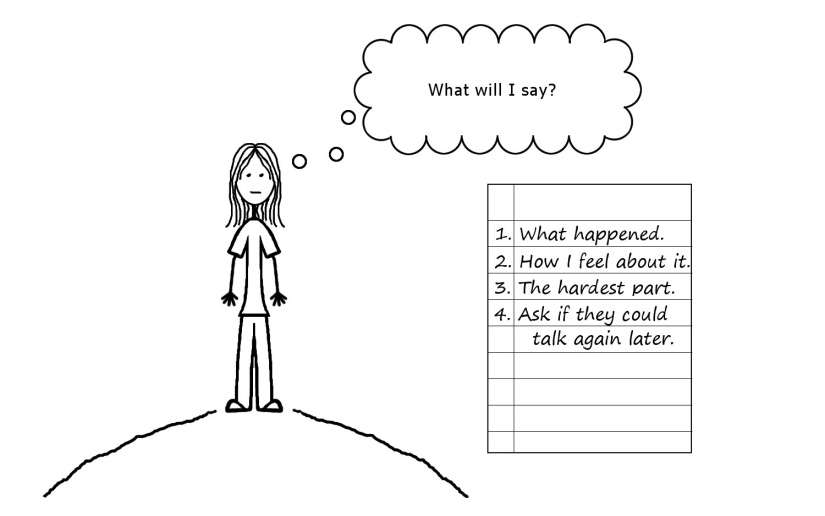 What will I say?
1. What happened.
2. How I feel about it.
3. The hardest part.
4. Ask if they could
talk again later.